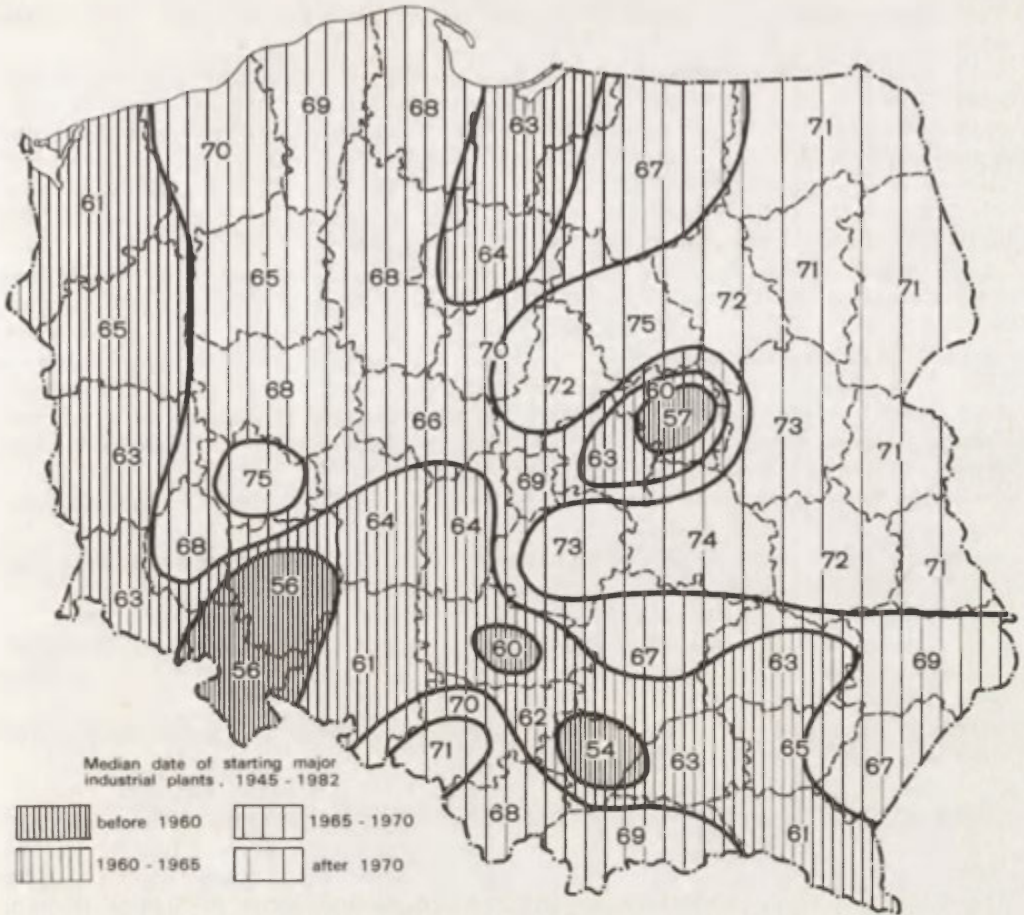 69 68 63 71
70 67
61
64
65 68 71 71
72
65 75
70
68 72 60
66 57 73
63 75 63 71
69
64 64
68 73 74 72 71
56
63
60 67 63 69
56 61
70 62
71 54 63 65 67
68
69 61
Median date of starting major
industrial plants . 1945 - 1982
before 1960 1965 - 1970
1960 - 1965 after 1970